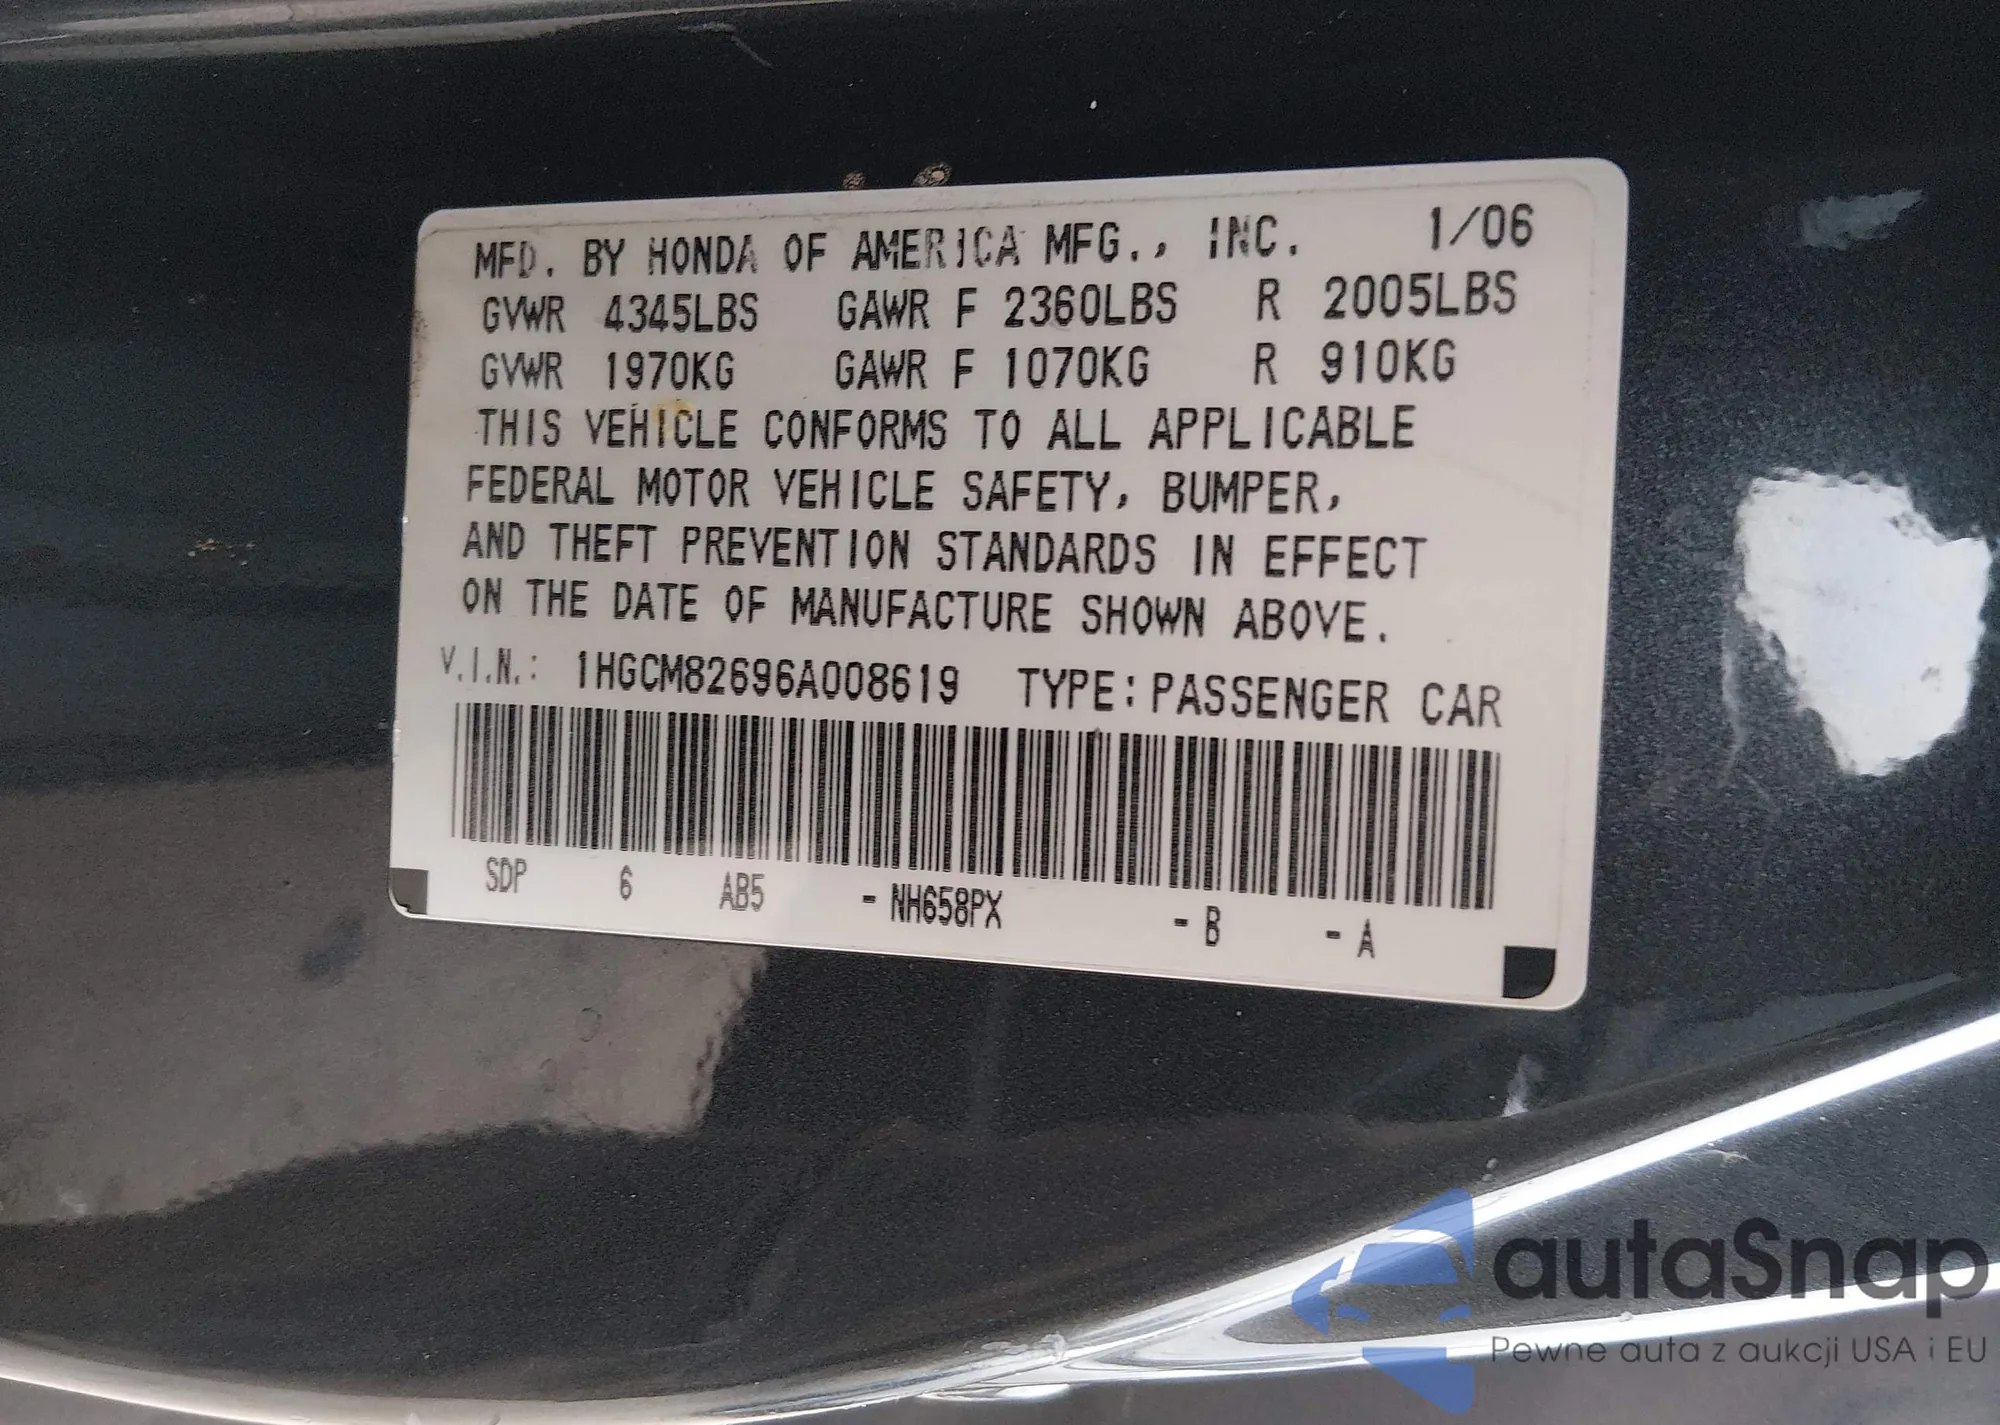 MFD. BY HONDA OF AMERICA MFG., INC. 1/06
GVWR 4345LBS GAWR F 2360LBS R 2005LBS
GVWR 1970KG GAWR F 1070KG R 910KG
THIS VEHICLE CONFORMS TO ALL APPLICABLE
FEDERAL MOTOR VEHICLE SAFETY, BUMPER,
AND THEFT PREVENTION STANDARDS IN EFFECT
ON THE DATE OF MANUFACTURE SHOWN ABOVE.
V.I.N.: 1HGCM82696A008619 TYPE: PASSENGER CAR
SDP 6 AB5 - NH658PX - B - A
autaSnap
Pewne auta z aukcji USA i EU